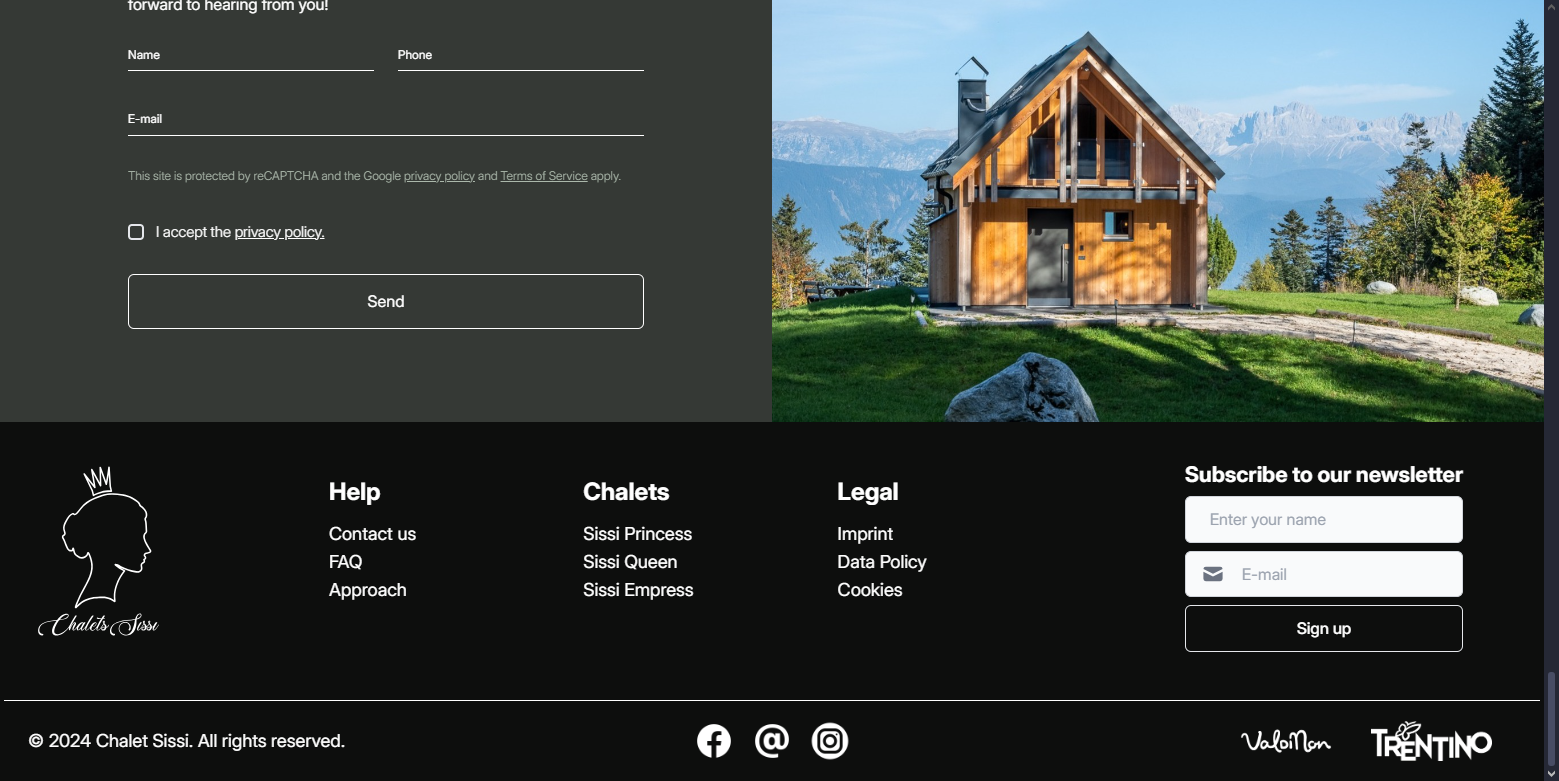 forward to hearing from you!
Name
Phone
E-mail
This site is protected by reCAPTCHA and the Google privacy policy and Terms of Service apply.
I accept the privacy policy.
Send
Chalets Sissi
Help
Contact us
FAQ
Approach
Chalets
Sissi Princess
Sissi Queen
Sissi Empress
Legal
Imprint
Data Policy
Cookies
Subscribe to our newsletter
Enter your name
E-mail
Sign up
© 2024 Chalet Sissi. All rights reserved.
@
ValdiNon
TRENTINO